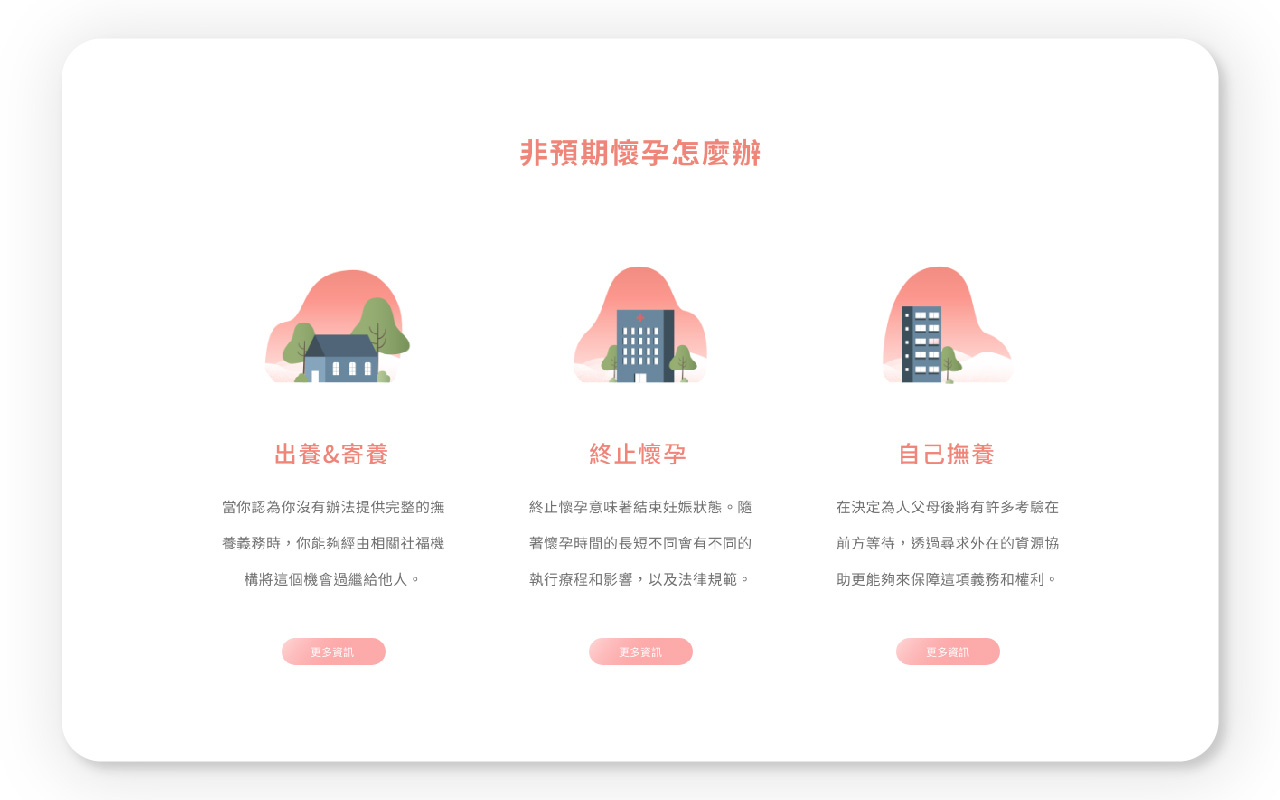 非預期懷孕怎麼辦
出養&寄養
當你認為你沒有辦法提供完整的撫
養義務時，你能夠經由相關社福機
構將這個機會過繼給他人。
更多資訊
終止懷孕
終止懷孕意味著結束妊娠狀態。隨
著懷孕時間的長短不同會有不同的
執行療程和影響，以及法律規範。
更多資訊
自己撫養
在決定為人父母後將有許多考驗在
前方等待，透過尋求外在的資源協
助更能夠來保障這項義務和權利。
更多資訊